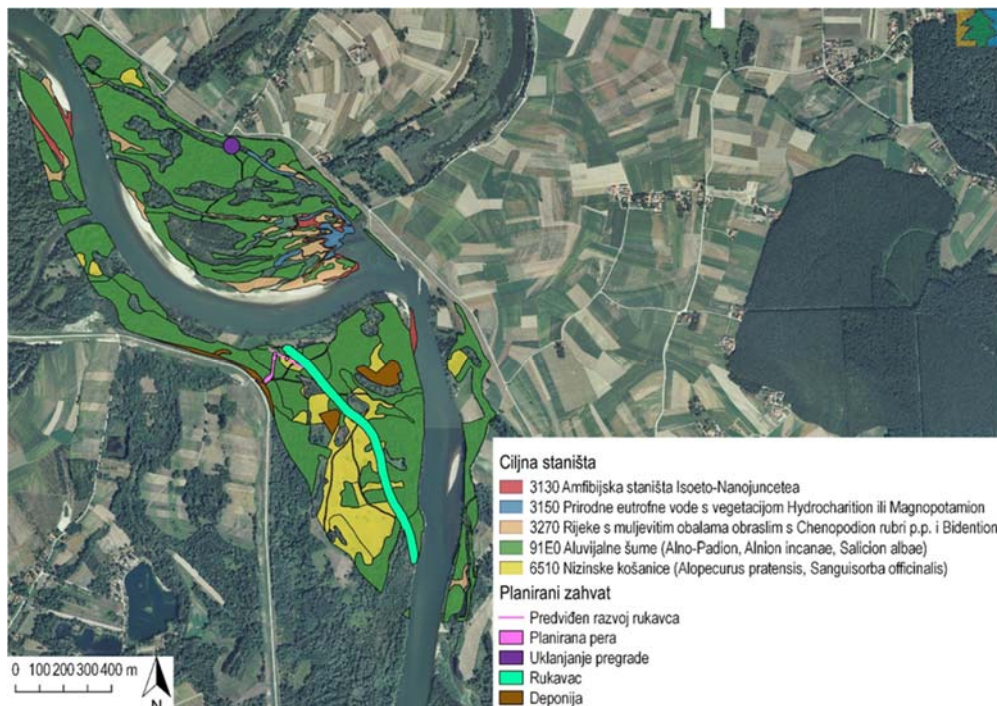 Ciljna staništa
3130 Amfibijska staništa Isoeto-Nanojuncetea
3150 Prirodne eutrofne vode s vegetacijom Hydrocharition ili Magnopotamion
3270 Rijeke s muljevitim obalama obraslim s Chenopodion rubri p.p. i Bidention
91E0 Aluvijalne šume (Alno-Padion, Alnion incanae, Salicion albae)
6510 Nizinske košanice (Alopecurus pratensis, Sanguisorba officinalis)
Planirani zahvat
Predviđen razvoj rukavca
Planirana pera
Uklanjanje pregrade
Rukavac
Deponija
0 100 200 300 400 m
N